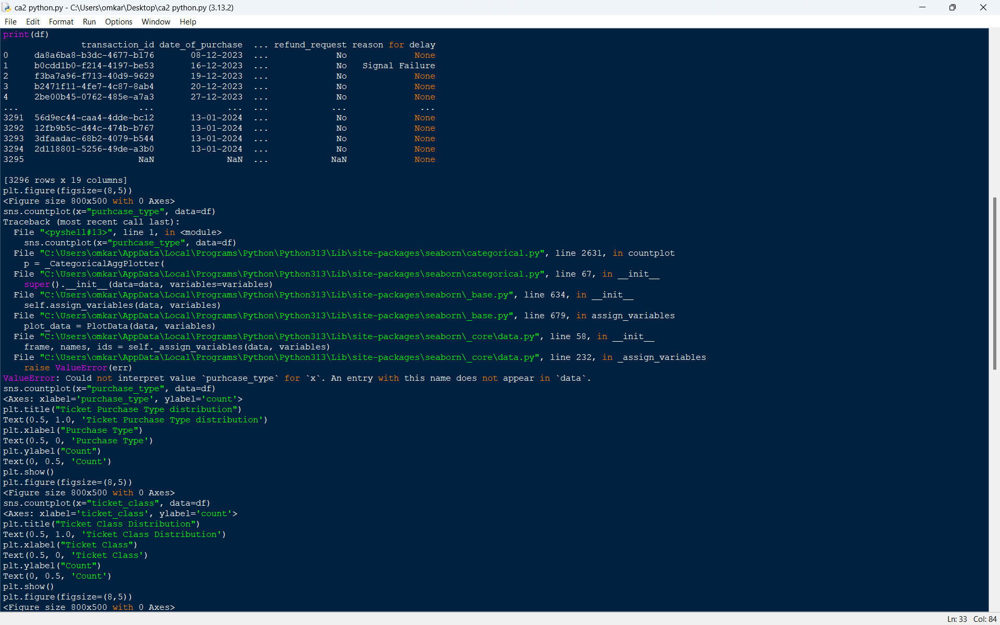 ca2 python.py - C:\Users\omkar\Desktop\ca2 python.py (3.13.2)
File Edit Format Run Options Window Help
print(df)
transaction_id date_of_purchase ... refund_request reason for delay
0 da8a6ba8-b3dc-4677-b176 08-12-2023 ... No None
1 b0cdd1b0-f214-4197-be53 16-12-2023 ... No Signal Failure
2 f3ba7a96-f713-40d9-9629 19-12-2023 ... No None
3 b2471f11-4fe7-4c87-8ab4 20-12-2023 ... No None
4 2be00b45-0762-485e-a7a3 27-12-2023 ... No None
... ... ... ... ... ...
3291 56d9ec44-caa4-4dde-bc12 13-01-2024 ... No None
3292 12fb9b5c-d44c-474b-b767 13-01-2024 ... No None
3293 3dfaadac-68b2-4079-b544 13-01-2024 ... No None
3294 2d118801-5256-49de-a3b0 13-01-2024 ... No None
3295 NaN NaN ... NaN None
[3296 rows x 19 columns]
plt.figure(figsize=(8,5))
<Figure size 800x500 with 0 Axes>
sns.countplot(x="purhcase_type", data=df)
Traceback (most recent call last):
File "<pyshell#13>", line 1, in <module>
sns.countplot(x="purhcase_type", data=df)
File "C:\Users\omkar\AppData\Local\Programs\Python\Python313\Lib\site-packages\seaborn\categorical.py", line 2631, in countplot
p = _CategoricalAggPlotter(
File "C:\Users\omkar\AppData\Local\Programs\Python\Python313\Lib\site-packages\seaborn\categorical.py", line 67, in __init__
super().__init__(data=data, variables=variables)
File "C:\Users\omkar\AppData\Local\Programs\Python\Python313\Lib\site-packages\seaborn\_base.py", line 634, in __init__
self.assign_variables(data, variables)
File "C:\Users\omkar\AppData\Local\Programs\Python\Python313\Lib\site-packages\seaborn\_base.py", line 679, in assign_variables
plot_data = PlotData(data, variables)
File "C:\Users\omkar\AppData\Local\Programs\Python\Python313\Lib\site-packages\seaborn\_core\data.py", line 58, in __init__
frame, names, ids = self._assign_variables(data, variables)
File "C:\Users\omkar\AppData\Local\Programs\Python\Python313\Lib\site-packages\seaborn\_core\data.py", line 232, in _assign_variables
raise ValueError(err)
ValueError: Could not interpret value `purhcase_type` for `x`. An entry with this name does not appear in `data`.
sns.countplot(x="purchase_type", data=df)
<Axes: xlabel='purchase_type', ylabel='count'>
plt.title("Ticket Purchase Type distribution")
Text(0.5, 1.0, 'Ticket Purchase Type distribution')
plt.xlabel("Purchase Type")
Text(0.5, 0, 'Purchase Type')
plt.ylabel("Count")
Text(0, 0.5, 'Count')
plt.show()
plt.figure(figsize=(8,5))
<Figure size 800x500 with 0 Axes>
sns.countplot(x="ticket_class", data=df)
<Axes: xlabel='ticket_class', ylabel='count'>
plt.title("Ticket Class Distribution")
Text(0.5, 1.0, 'Ticket Class Distribution')
plt.xlabel("Ticket Class")
Text(0.5, 0, 'Ticket Class')
plt.ylabel("Count")
Text(0, 0.5, 'Count')
plt.show()
plt.figure(figsize=(8,5))
<Figure size 800x500 with 0 Axes>
Ln: 33 Col: 84